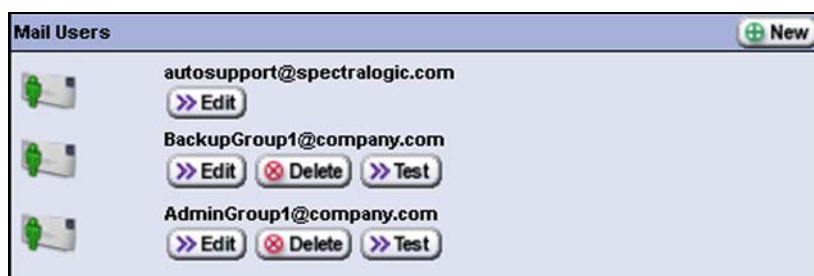 Mail Users New
autosupport@spectralogic.com
Edit
BackupGroup1@company.com
Edit Delete Test
AdminGroup1@company.com
Edit Delete Test